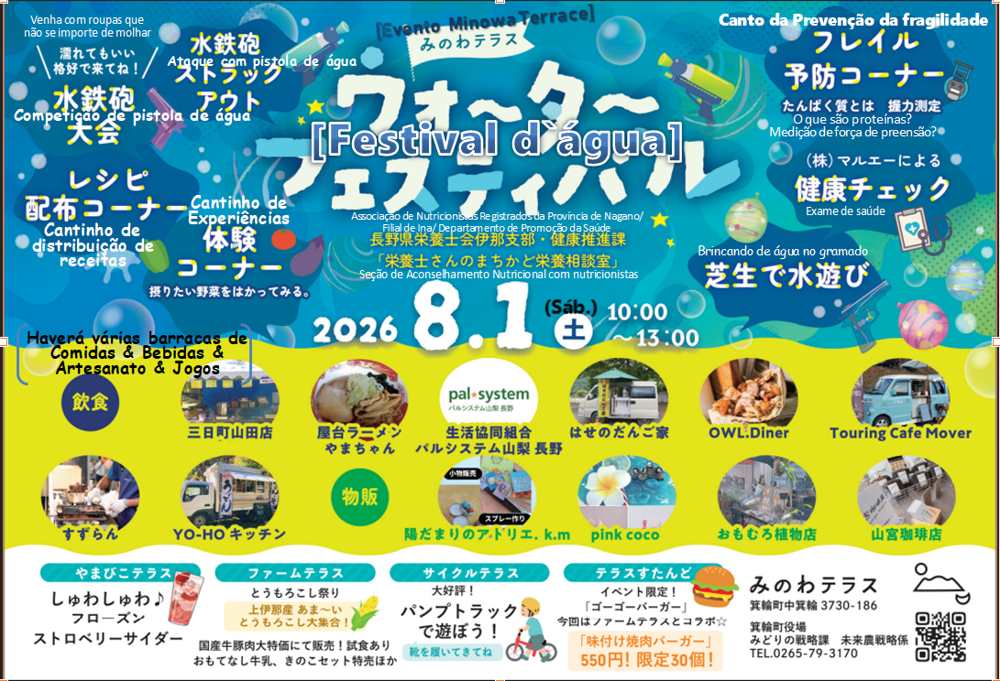 Venha com roupas que
não se importe de molhar
濡れてもいい
格好で来てね！
水鉄砲
大会
Competição de pistola de água
水鉄砲
ストラック
アウト
Ataque com pistola de água
[Evento Minowa Terrace]
みのわテラス
ウォーター
フェスティバル
[Festival d`água]
Canto da Prevenção da fragilidade
フレイル
予防コーナー
たんぱく質とは 握力測定
O que são proteínas?
Medição de força de preensão?
（株）マルエーによる
健康チェック
Exame de saúde
レシピ
配布コーナー
Cantinho de
distribuição de
receitas
Cantinho de
Experiências
体験
コーナー
摂りたい野菜をはかってみる。
Associação de Nutricionistas Registrados da Província de Nagano/
Filial de Ina/ Departamento de Promoção da Saúde
長野県栄養士会伊那支部・健康推進課
「栄養士さんのまちかど栄養相談室」
Seção de Aconselhamento Nutricional com nutricionistas
Brincando de água no gramado
芝生で水遊び
2026 8.1 (Sáb.) 土 10:00
～13:00
Haverá várias barracas de
Comidas & Bebidas &
Artesanato & Jogos
飲食
三日町山田店
屋台ラーメン
やまちゃん
pal*system
パルシステム山梨 長野
生活協同組合
パルシステム山梨 長野
はせのだんご家
OWL.Diner
Touring Cafe Mover
すずらん
YO-HO キッチン
物販
小物販売
スプレー作り
陽だまりのアトリエ. k.m
pink coco
おもむろ植物店
山宮珈琲店
やまびこテラス
しゅわしゅわ♪
フローズン
ストロベリーサイダー
ファームテラス
とうもろこし祭り
上伊那産 あま〜い
とうもろこし大集合！
国産牛豚肉大特価にて販売！試食あり
おもてなし牛乳、きのこセット特売ほか
サイクルテラス
大好評！
パンプトラック
で遊ぼう！
靴を履いてきてね
テラスすたんど
イベント限定！
「ゴーゴーバーガー」
今回はファームテラスとコラボ☆
「味付け焼肉バーガー」
550円！限定30個！
みのわテラス
箕輪町中箕輪 3730-186
箕輪町役場
みどりの戦略課 未来農戦略係
TEL.0265-79-3170